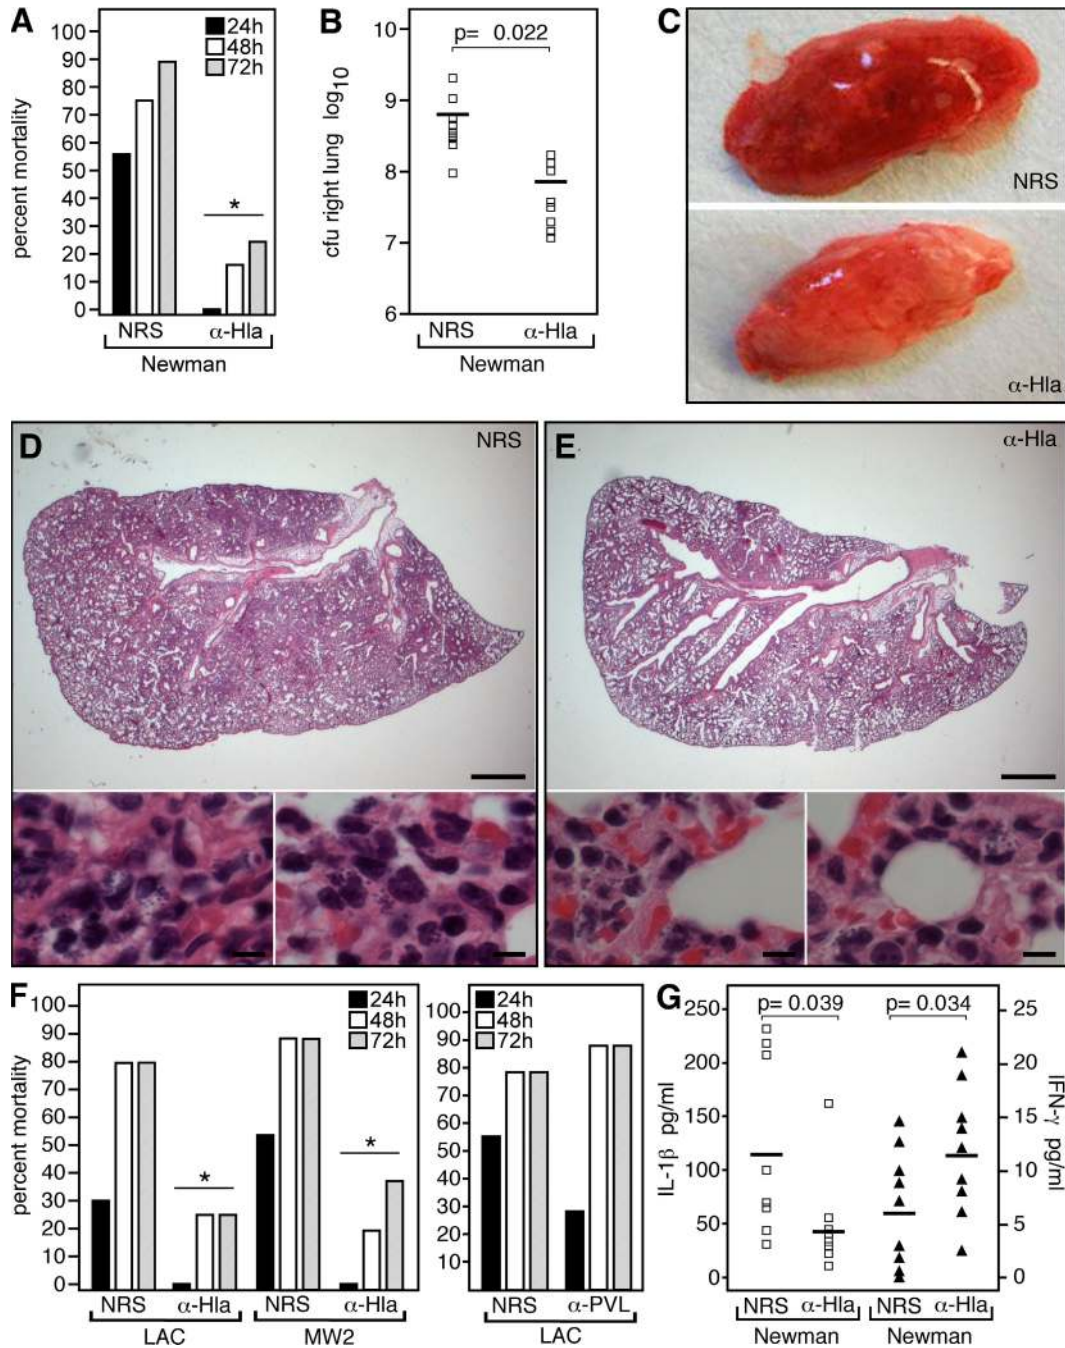 A
percent mortality
100
90
80
70
60
50
40
30
20
10
0
24h
48h
72h
*
NRS
α-Hla
Newman
B
cfu right lung log10
10
9
8
7
6
p= 0.022
NRS
α-Hla
Newman
C
NRS
α-Hla
D
NRS
E
α-Hla
F
percent mortality
100
90
80
70
60
50
40
30
20
10
0
24h
48h
72h
*
*
NRS
α-Hla
NRS
α-Hla
LAC
MW2
100
90
80
70
60
50
40
30
20
10
24h
48h
72h
NRS
α-PVL
LAC
G
IL-1β pg/ml
250
200
150
100
50
0
p= 0.039
p= 0.034
25
20
15
10
5
0
IFN-γ pg/ml
NRS
α-Hla
NRS
α-Hla
Newman
Newman